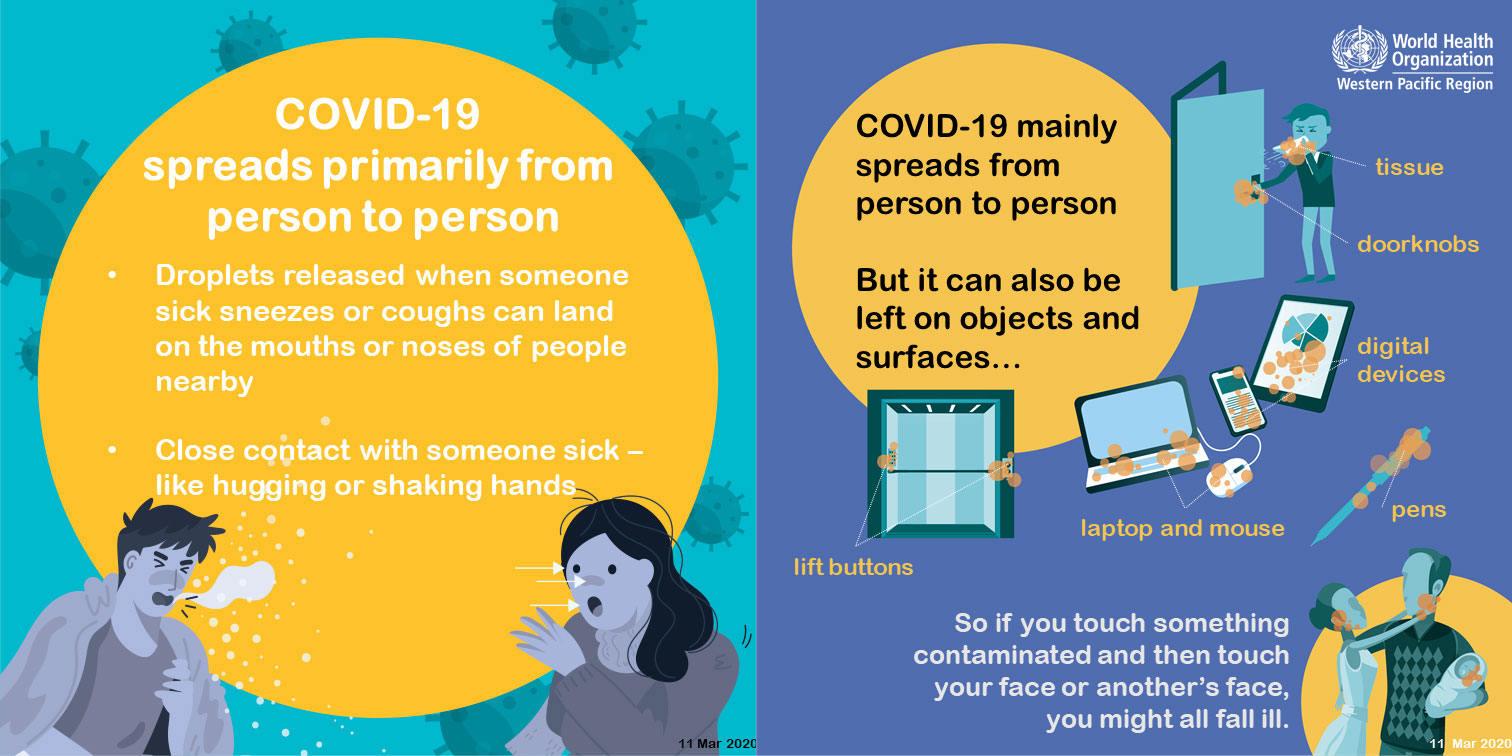 COVID-19
spreads primarily from
person to person
• Droplets released when someone
sick sneezes or coughs can land
on the mouths or noses of people
nearby
• Close contact with someone sick –
like hugging or shaking hands
11 Mar 2020
World Health
Organization
Western Pacific Region
COVID-19 mainly
spreads from
person to person
But it can also be
left on objects and
surfaces…
tissue
doorknobs
digital
devices
pens
laptop and mouse
lift buttons
So if you touch something
contaminated and then touch
your face or another’s face,
you might all fall ill.
11 Mar 2020